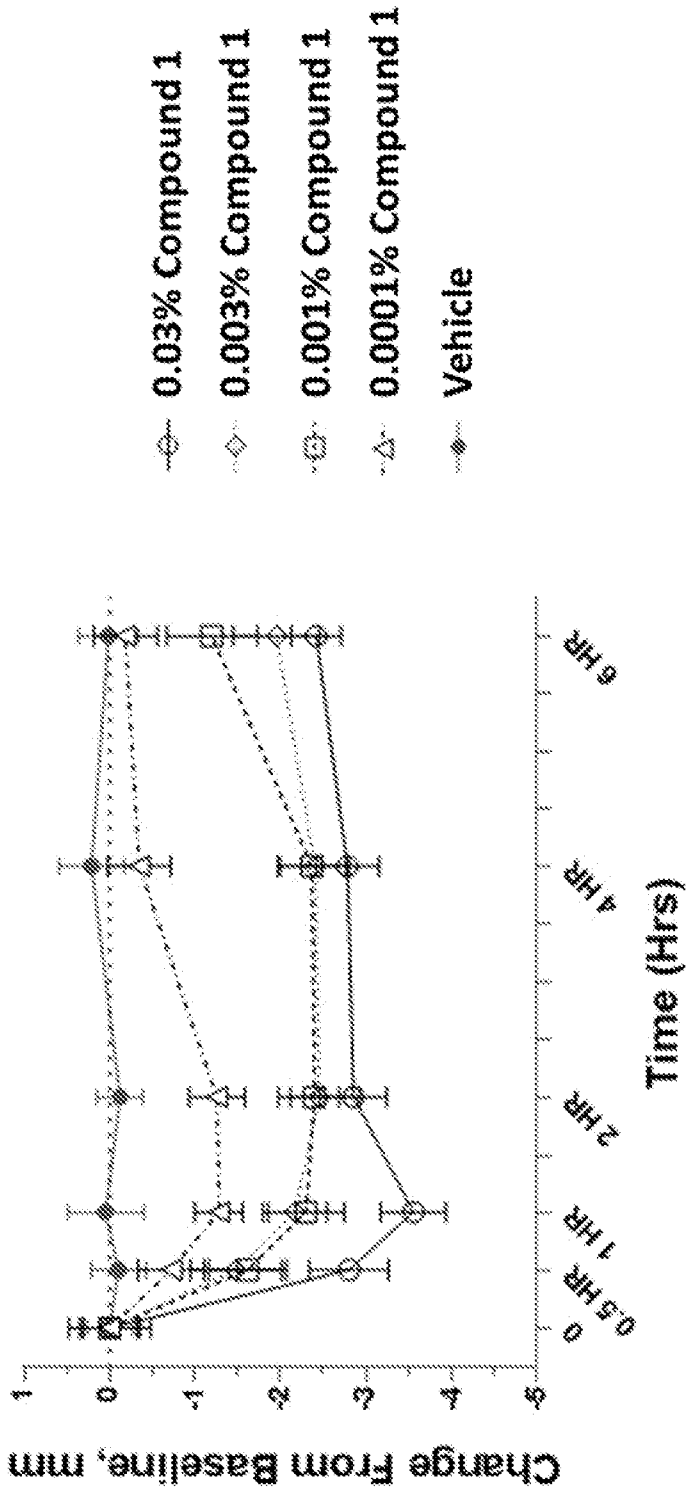 0.03% Compound 1
0.003% Compound 1
0.001% Compound 1
0.0001% Compound 1
Vehicle
Change From Baseline, mm
1
0
-1
-2
-3
-4
-5
0
0.5 HR
1 HR
2 HR
4 HR
6 HR
Time (Hrs)